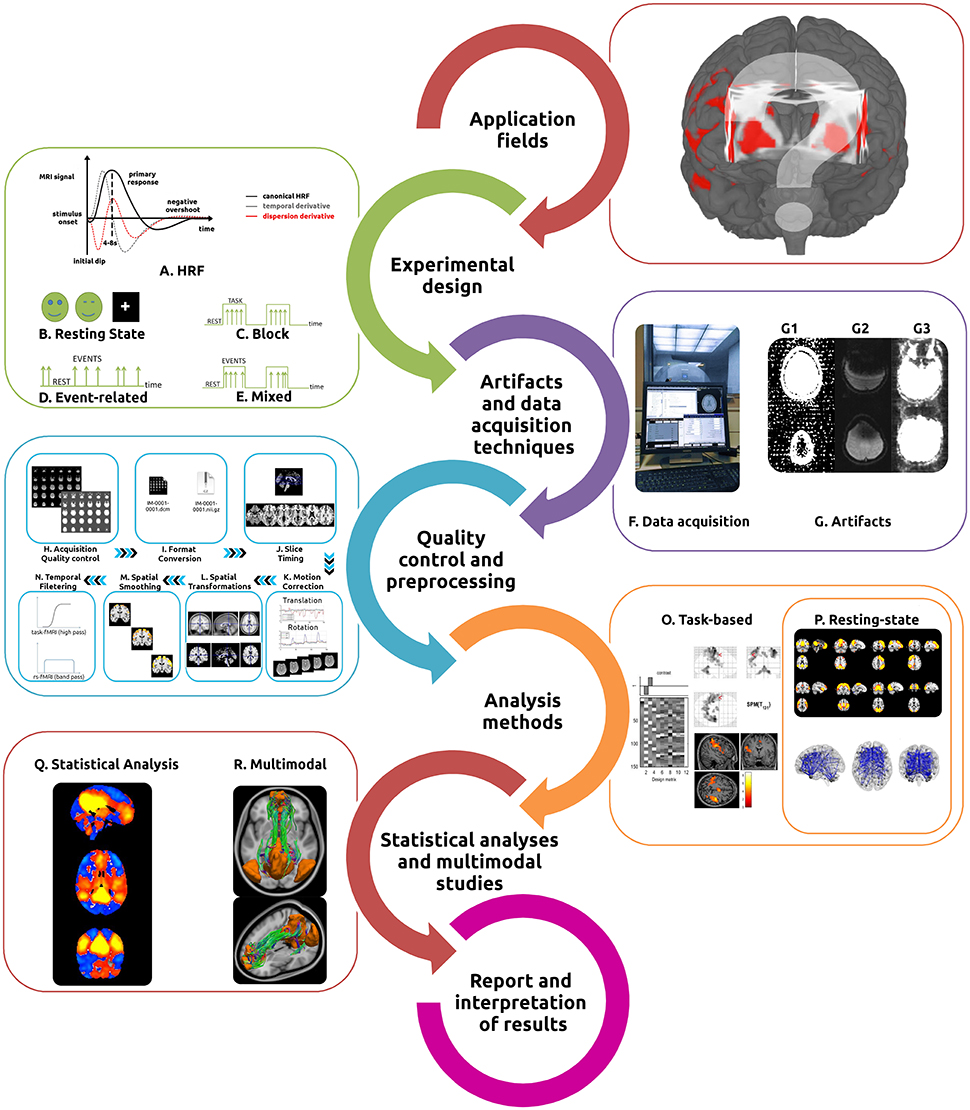 Application
fields
MRI signal
primary
response
negative
overshoot
canonical HRF
temporal derivative
dispersion derivative
stimulus
onset
time
4-8s
initial dip
A. HRF
Experimental
design
+
B. Resting State
TASK
REST
time
C. Block
EVENTS
REST
time
D. Event-related
EVENTS
REST
time
E. Mixed
Artifacts
and data
acquisition
techniques
F. Data acquisition
G1
G2
G3
G. Artifacts
Quality
control and
preprocessing
IM-0001-
0001.dcm
IM-0001-
0001.nii.gz
H. Acquisition
Quality control
I. Format
Conversion
J. Slice
Timing
N. Temporal
Filetering
M. Spatial
Smoothing
L. Spatial
Transformations
K. Motion
Correction
task-fMRI (high pass)
rs-fMRI (band pass)
Translation
Rotation
Analysis
methods
O. Task-based
contrast
SPM(T131)
50
100
150
2 4 6 8 10 12
Design matrix
P. Resting-state
Statistical analyses
and multimodal
studies
Q. Statistical Analysis
R. Multimodal
Report and
interpretation
of results